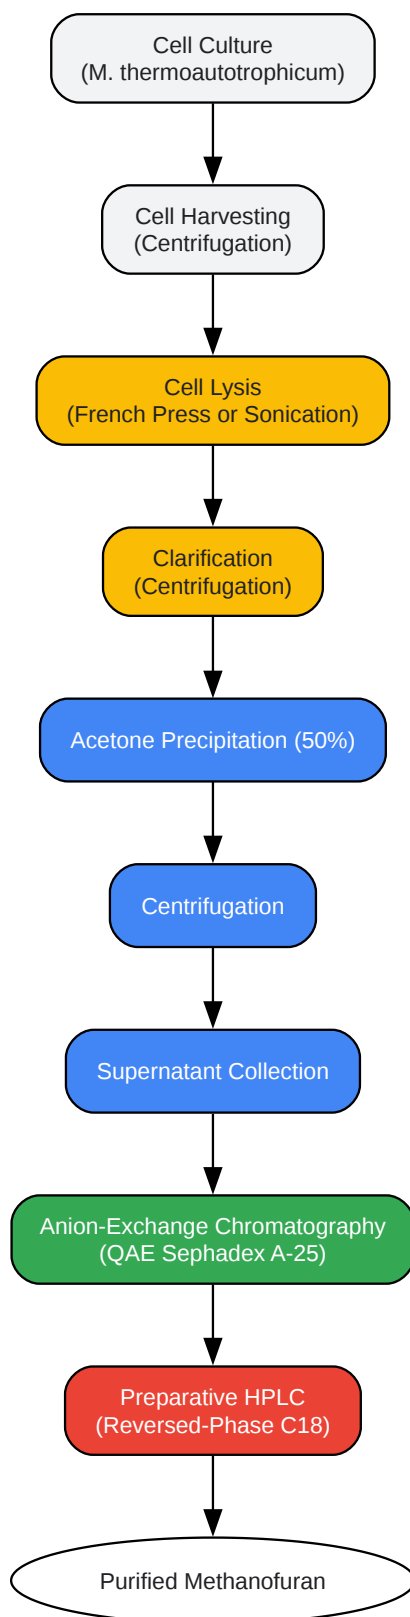 Cell Culture
(M. thermoautotrophicum)
Cell Harvesting
(Centrifugation)
Cell Lysis
(French Press or Sonication)
Clarification
(Centrifugation)
Acetone Precipitation (50%)
Centrifugation
Supernatant Collection
Anion-Exchange Chromatography
(QAE Sephadex A-25)
Preparative HPLC
(Reversed-Phase C18)
Purified Methanofuran